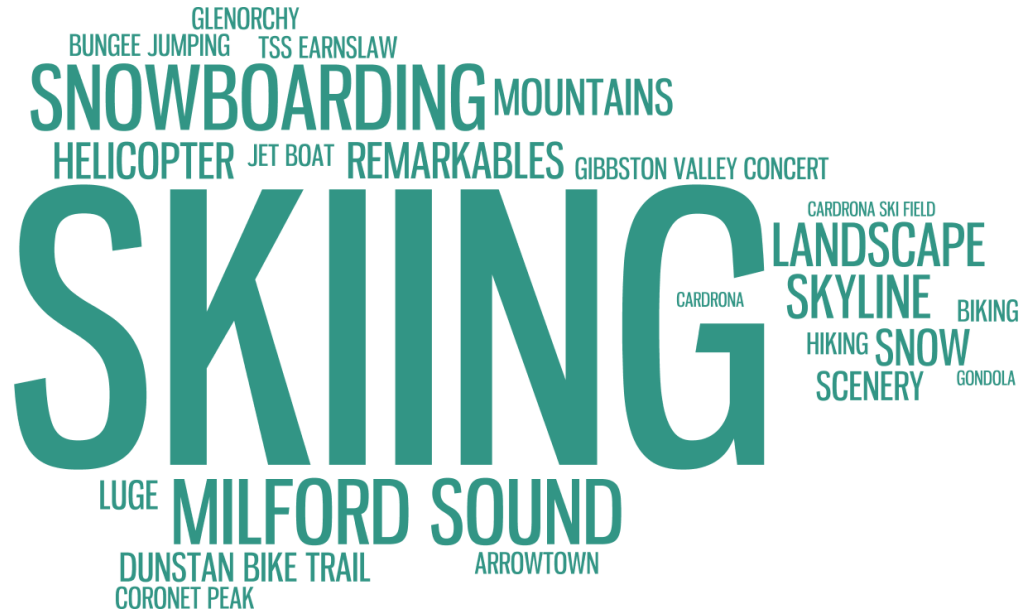 GLENORCHY
BUNGEE JUMPING TSS EARNSLAW
SNOWBOARDING MOUNTAINS
HELICOPTER JET BOAT REMARKABLES GIBBSTON VALLEY CONCERT
SKIING
CARDRONA SKI FIELD
LANDSCAPE
CARDRONA SKYLINE BIKING
HIKING SNOW
SCENERY GONDOLA
LUGE MILFORD SOUND
DUNSTAN BIKE TRAIL ARROWTOWN
CORONET PEAK